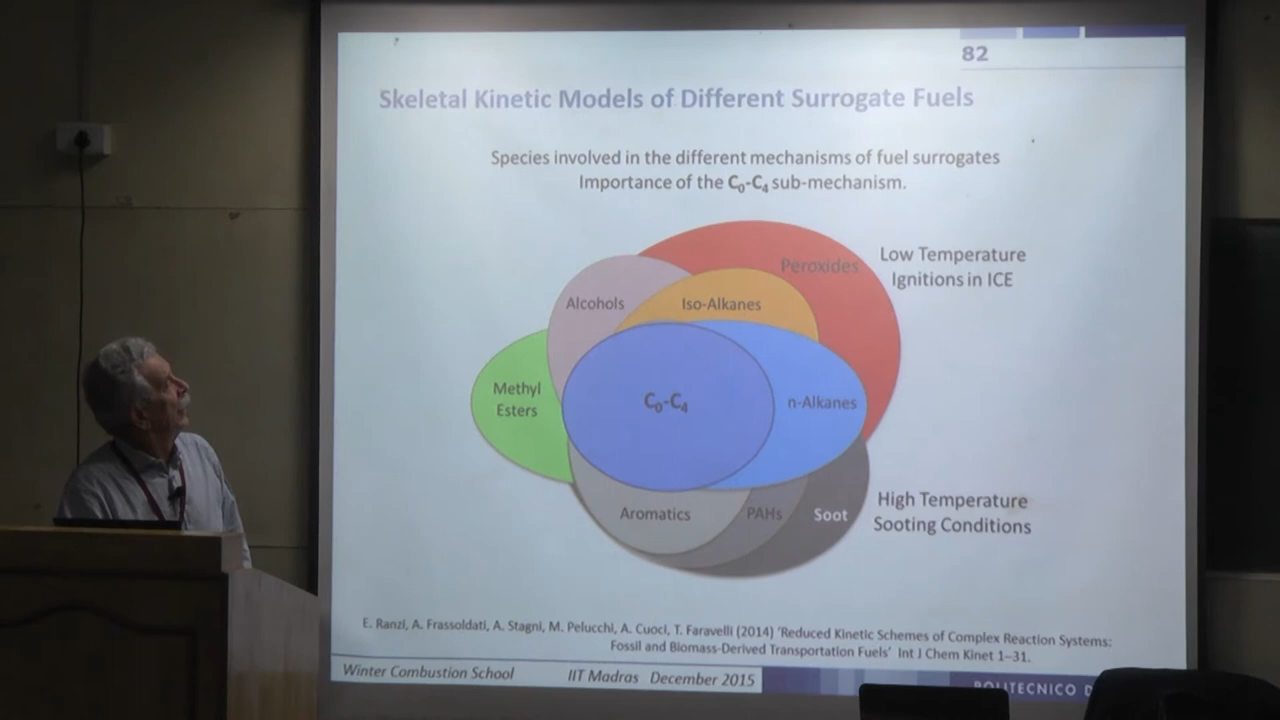 82
Skeletal Kinetic Models of Different Surrogate Fuels
Species involved in the different mechanisms of fuel surrogates
Importance of the C₀-C₄ sub-mechanism.
Peroxides
Low Temperature
Ignitions in ICE
Alcohols
Iso-Alkanes
Methyl
Esters
C₀-C₄
n-Alkanes
Aromatics
PAHs
Soot
High Temperature
Sooting Conditions
E. Ranzi, A. Frassoldati, A. Stagni, M. Pelucchi, A. Cuoci, T. Faravelli (2014) 'Reduced Kinetic Schemes of Complex Reaction Systems:
Fossil and Biomass-Derived Transportation Fuels' Int J Chem Kinet 1–31.
Winter Combustion School
IIT Madras December 2015
POLITECNICO D